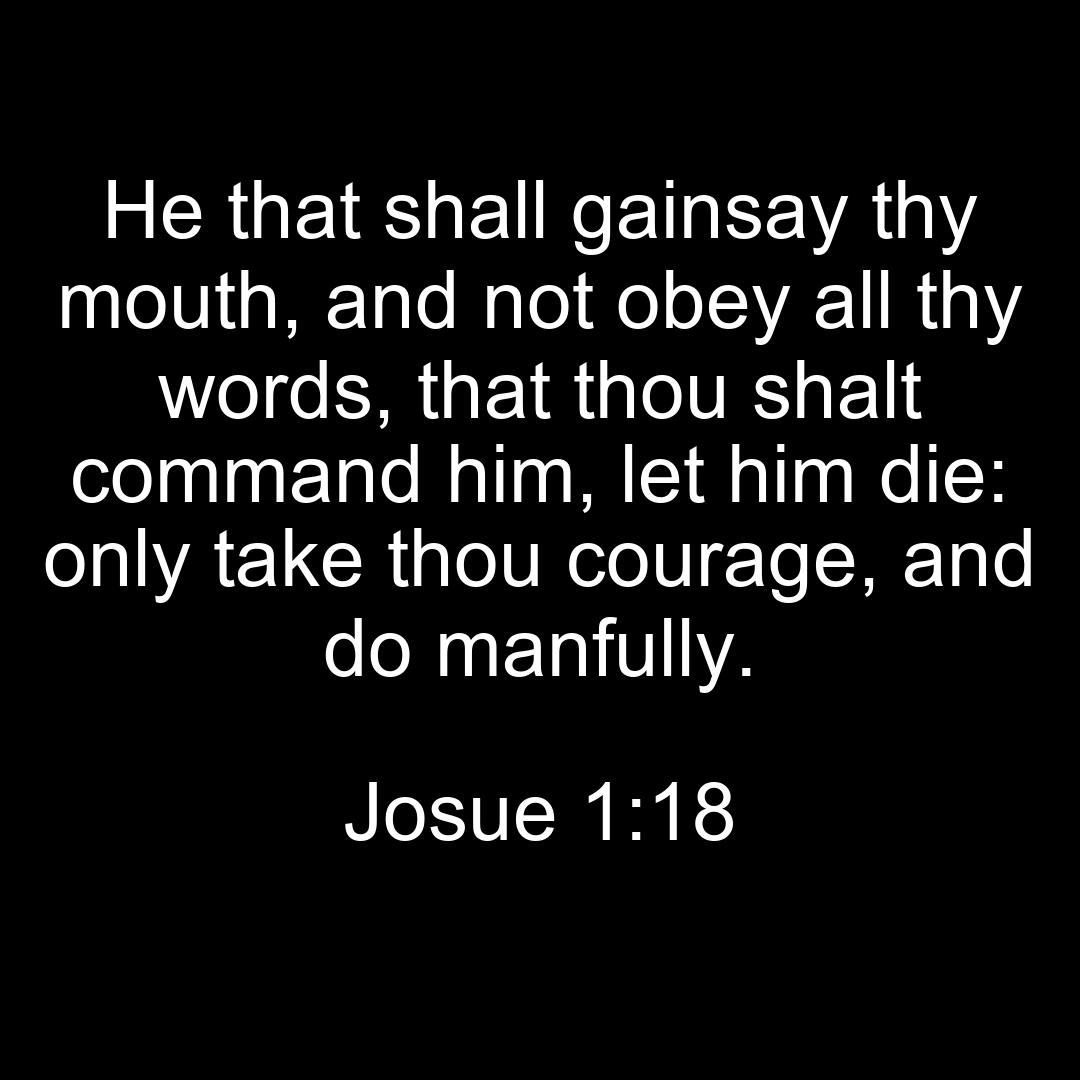 He that shall gainsay thy
mouth, and not obey all thy
words, that thou shalt
command him, let him die:
only take thou courage, and
do manfully.
Josue 1:18